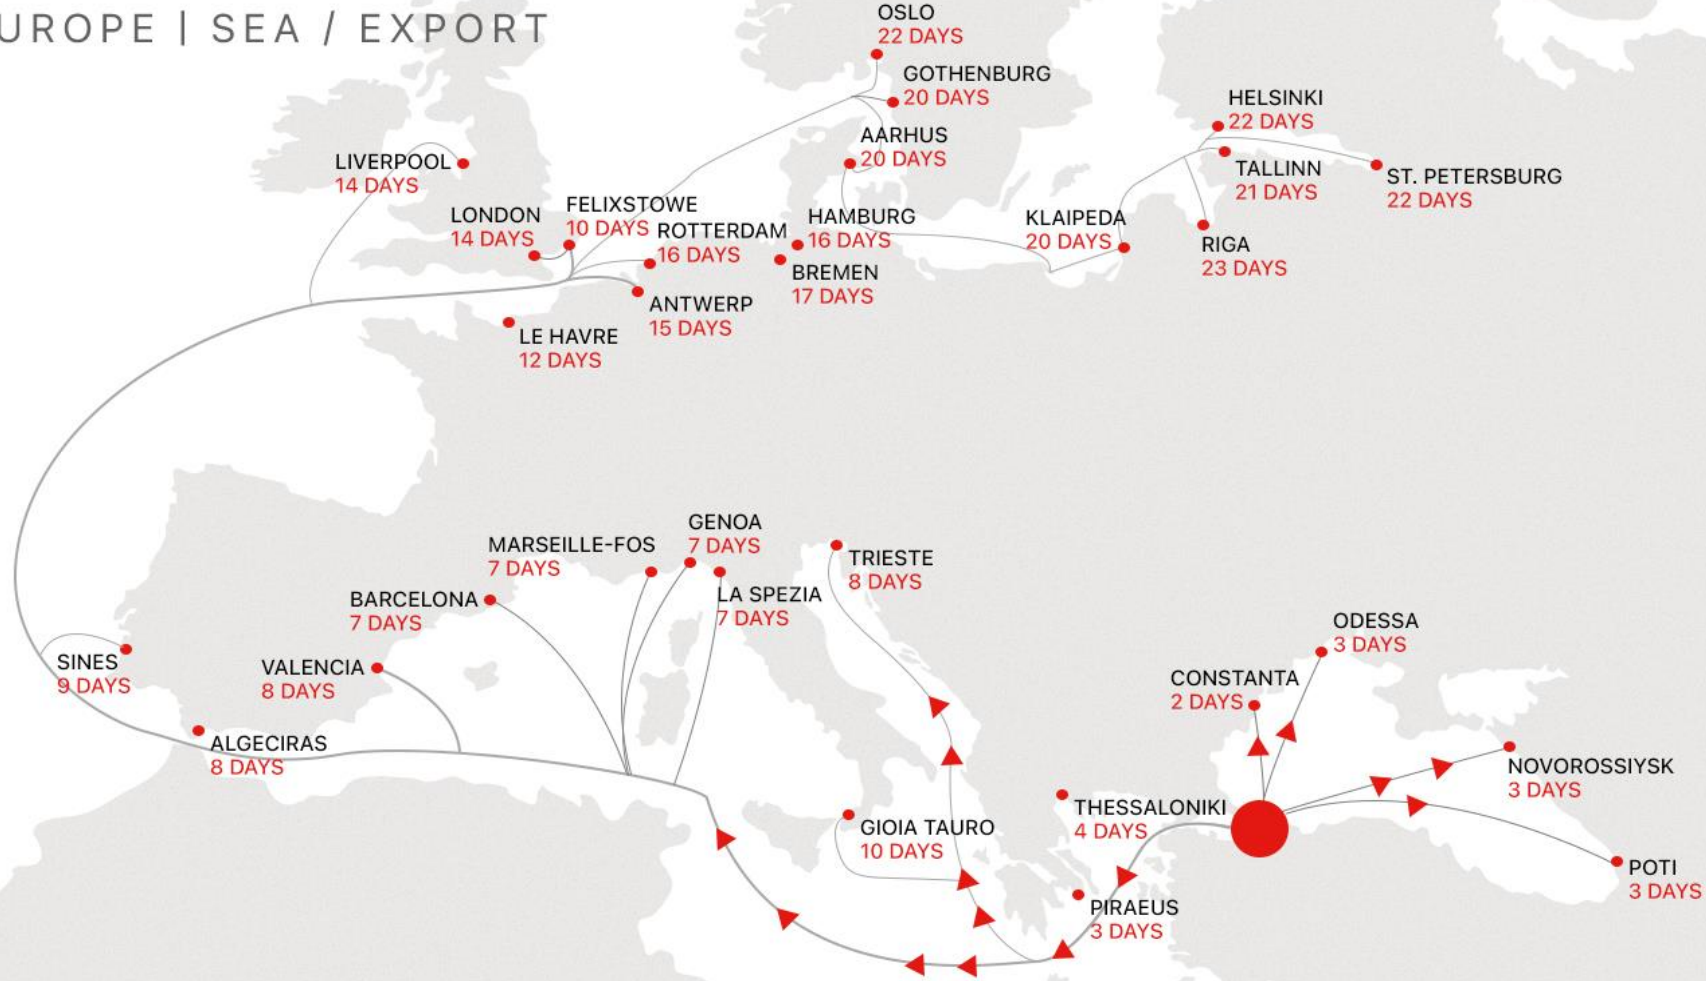 UROPE | SEA / EXPORT
OSLO
22 DAYS
GOTHENBURG
20 DAYS
HELSINKI
22 DAYS
AARHUS
20 DAYS
LIVERPOOL
14 DAYS
TALLINN
21 DAYS
ST. PETERSBURG
22 DAYS
FELIXSTOWE
10 DAYS
LONDON
14 DAYS
ROTTERDAM
16 DAYS
HAMBURG
16 DAYS
KLAIPEDA
20 DAYS
RIGA
23 DAYS
BREMEN
17 DAYS
ANTWERP
15 DAYS
LE HAVRE
12 DAYS
GENOA
7 DAYS
MARSEILLE-FOS
7 DAYS
TRIESTE
8 DAYS
BARCELONA
7 DAYS
LA SPEZIA
7 DAYS
ODESSA
3 DAYS
SINES
9 DAYS
VALENCIA
8 DAYS
CONSTANTA
2 DAYS
ALGECIRAS
8 DAYS
NOVOROSSIYSK
3 DAYS
THESSALONIKI
4 DAYS
GIOIA TAURO
10 DAYS
POTI
3 DAYS
PIRAEUS
3 DAYS